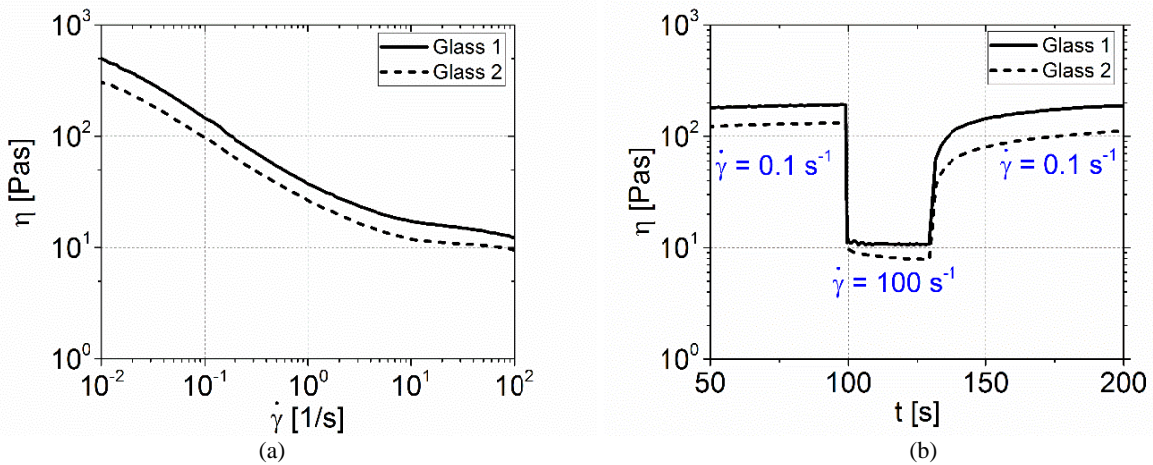 10³
10²
10¹
10⁰
η [Pas]
Glass 1
Glass 2
10⁻² 10⁻¹ 10⁰ 10¹ 10²
γ̇ [1/s]
(a)
10³
10²
10¹
10⁰
η [Pas]
Glass 1
Glass 2
γ̇ = 0.1 s⁻¹
γ̇ = 0.1 s⁻¹
γ̇ = 100 s⁻¹
50 100 150 200
t [s]
(b)